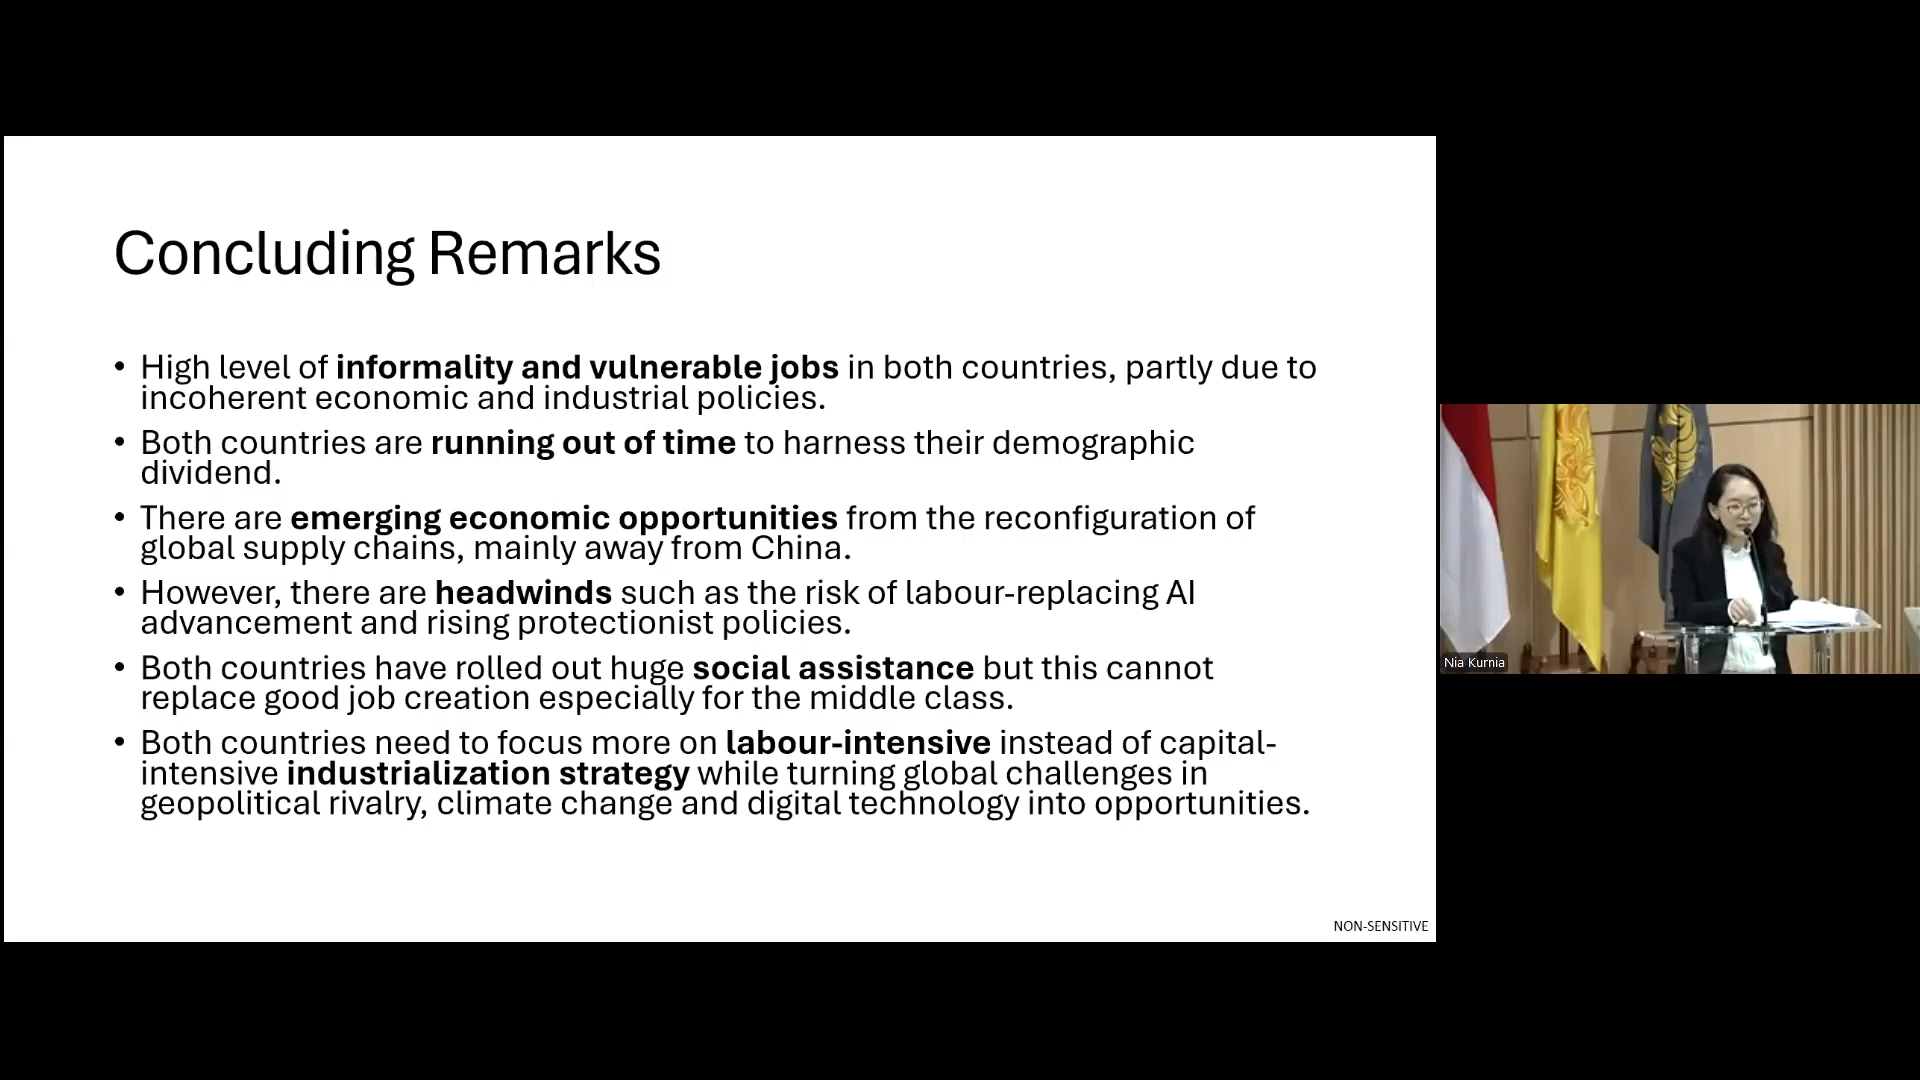 Concluding Remarks
• High level of informality and vulnerable jobs in both countries, partly due to
incoherent economic and industrial policies.
• Both countries are running out of time to harness their demographic
dividend.
• There are emerging economic opportunities from the reconfiguration of
global supply chains, mainly away from China.
• However, there are headwinds such as the risk of labour-replacing AI
advancement and rising protectionist policies.
• Both countries have rolled out huge social assistance but this cannot
replace good job creation especially for the middle class.
• Both countries need to focus more on labour-intensive instead of capital-
intensive industrialization strategy while turning global challenges in
geopolitical rivalry, climate change and digital technology into opportunities.
NON-SENSITIVE
Nia Kurnia